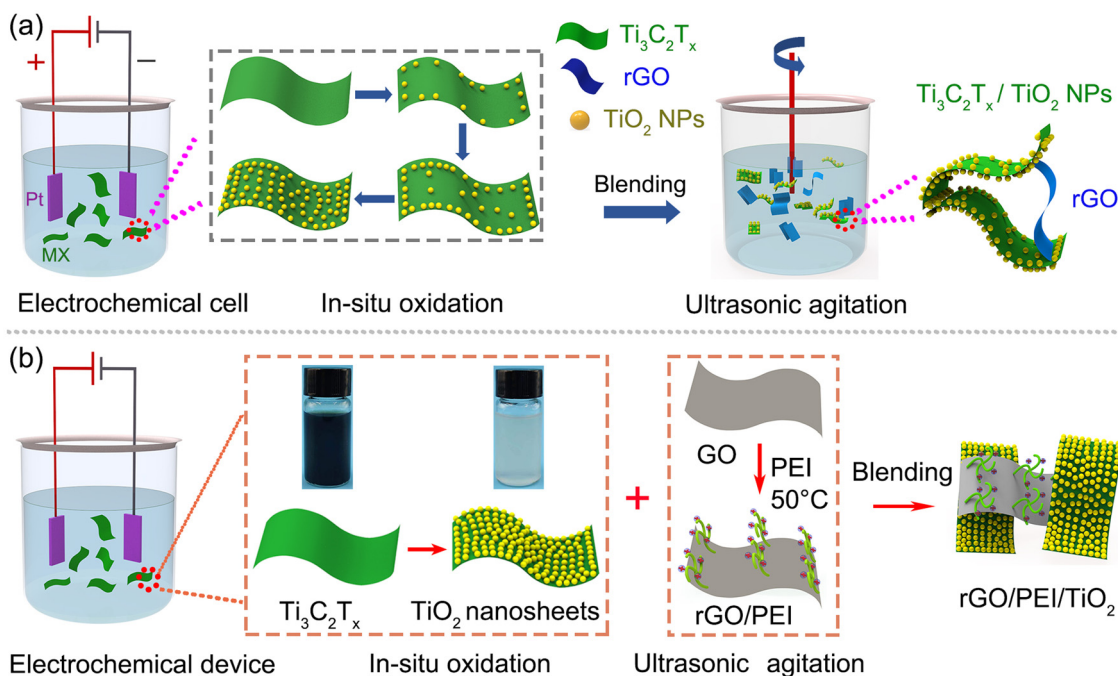 (a)
+
−
Pt
MX
Electrochemical cell
In-situ oxidation
Ti₃C₂Tₓ
rGO
TiO₂ NPs
Blending
Ultrasonic agitation
Ti₃C₂Tₓ / TiO₂ NPs
rGO
(b)
Electrochemical device
Ti₃C₂Tₓ
TiO₂ nanosheets
In-situ oxidation
+
GO
PEI
50°C
rGO/PEI
Ultrasonic agitation
Blending
rGO/PEI/TiO₂